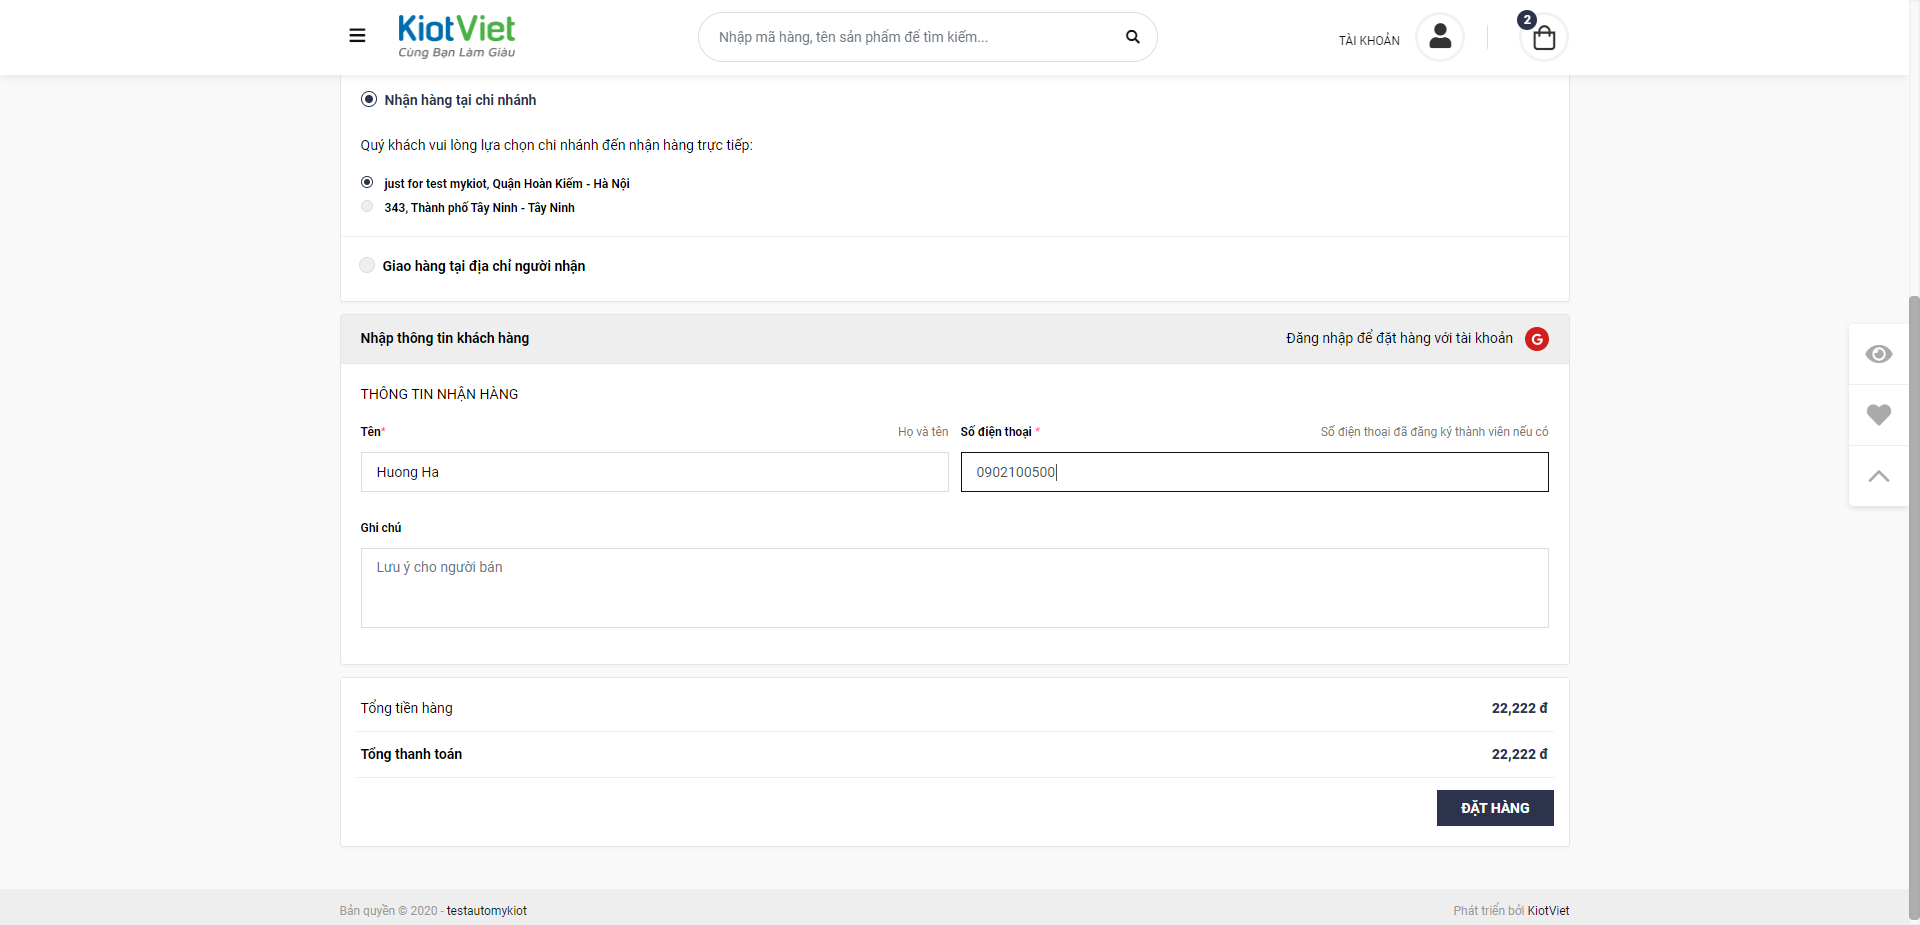 KiotViet
Cùng Bạn Làm Giàu
Nhập mã hàng, tên sản phẩm để tìm kiếm...
TÀI KHOẢN
2
Nhận hàng tại chi nhánh
Quý khách vui lòng lựa chọn chi nhánh đến nhận hàng trực tiếp:
just for test mykiot, Quận Hoàn Kiếm - Hà Nội
343, Thành phố Tây Ninh - Tây Ninh
Giao hàng tại địa chỉ người nhận
Nhập thông tin khách hàng
Đăng nhập để đặt hàng với tài khoản
G
THÔNG TIN NHẬN HÀNG
Tên*
Họ và tên
Số điện thoại *
Số điện thoại đã đăng ký thành viên nếu có
Huong Ha
0902100500
Ghi chú
Lưu ý cho người bán
Tổng tiền hàng
22,222 đ
Tổng thanh toán
22,222 đ
ĐẶT HÀNG
Bản quyền © 2020 - testautomykiot
Phát triển bởi KiotViet